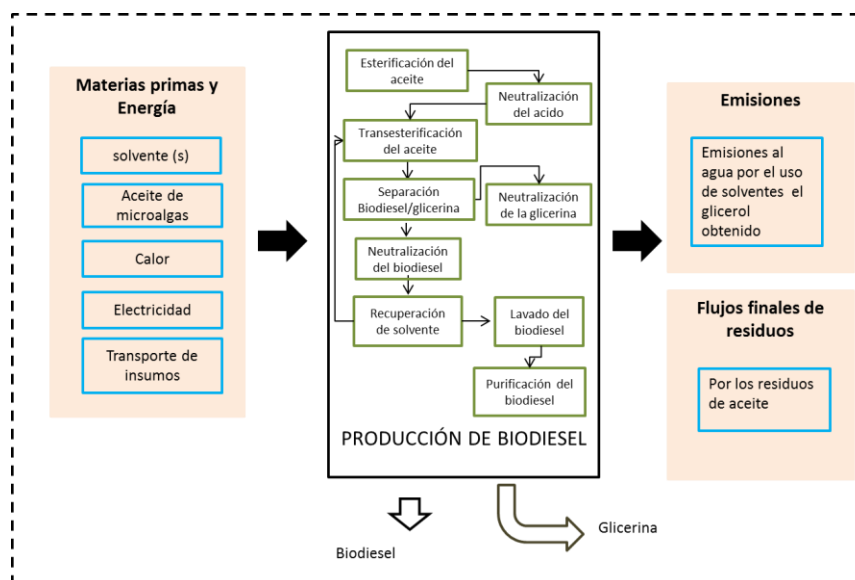 Materias primas y
Energía
solvente (s)
Aceite de
microalgas
Calor
Electricidad
Transporte de
insumos
Esterificación del
aceite
Neutralización
del acido
Transesterificación
del aceite
Separación
Biodiesel/glicerina
Neutralización
de la glicerina
Neutralización
del biodiesel
Recuperación
de solvente
Lavado del
biodiesel
Purificación del
biodiesel
PRODUCCIÓN DE BIODIESEL
Biodiesel
Glicerina
Emisiones
Emisiones al
agua por el uso
de solventes el
glicerol
obtenido
Flujos finales de
residuos
Por los residuos
de aceite